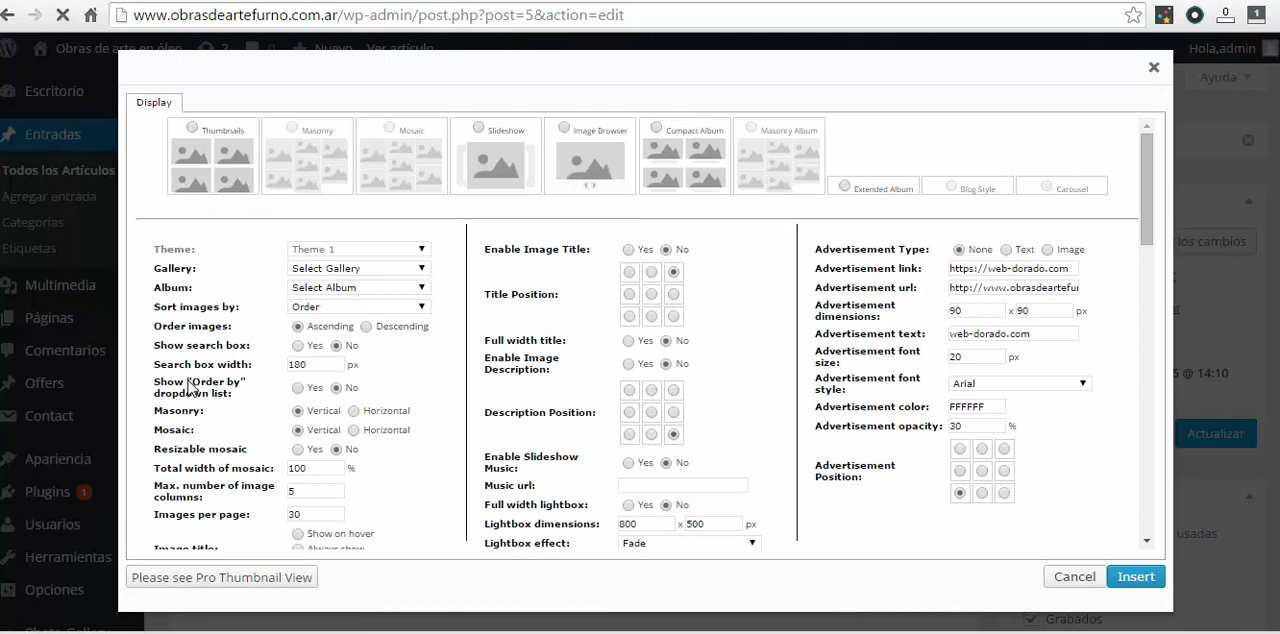 www.obrasdeartefurno.com.ar/wp-admin/post.php?post=5&action=edit
0
1
Obras de arte en óleo 2 0 Nuevo Ver artículo
Hola,admin
Escritorio
Entradas
Todos los Artículos
Agregar entrada
Categorías
Etiquetas
Multimedia
Páginas
Comentarios
Offers
Contact
Apariencia
Plugins 1
Usuarios
Herramientas
Opciones
Ayuda
los cambios
5 @ 14:10
Actualizar
usadas
Grabados
Display
Thumbnails
Masonry
Mosaic
Slideshow
Image Browser
Compact Album
Masonry Album
Extended Album
Blog Style
Carousel
Theme: Theme 1
Gallery: Select Gallery
Album: Select Album
Sort images by: Order
Order images: Ascending Descending
Show search box: Yes No
Search box width: 180 px
Show "Order by"
dropdown list: Yes No
Masonry: Vertical Horizontal
Mosaic: Vertical Horizontal
Resizable mosaic Yes No
Total width of mosaic: 100 %
Max. number of image
columns: 5
Images per page: 30
Show on hover
Image title: Always show
Enable Image Title: Yes No
Title Position:
Full width title: Yes No
Enable Image
Description: Yes No
Description Position:
Enable Slideshow
Music: Yes No
Music url:
Full width lightbox: Yes No
Lightbox dimensions: 800 x 500 px
Lightbox effect: Fade
Advertisement Type: None Text Image
Advertisement link: https://web-dorado.com
Advertisement url: http://www.obrasdeartefur
Advertisement
dimensions: 90 x 90 px
Advertisement text: web-dorado.com
Advertisement font
size: 20 px
Advertisement font
style: Arial
Advertisement color: FFFFFF
Advertisement opacity: 30 %
Advertisement
Position:
Please see Pro Thumbnail View
Cancel
Insert